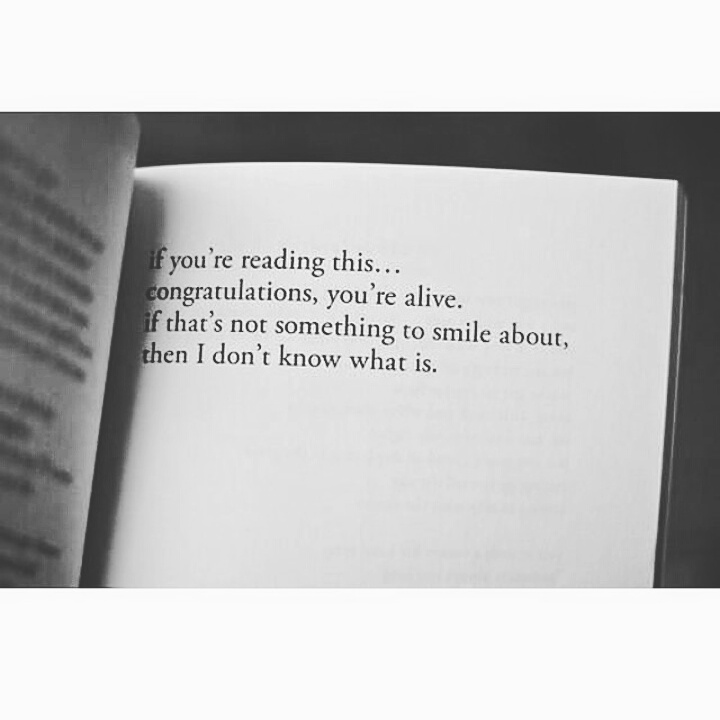 if you're reading this...
congratulations, you're alive.
if that's not something to smile about,
then I don't know what is.